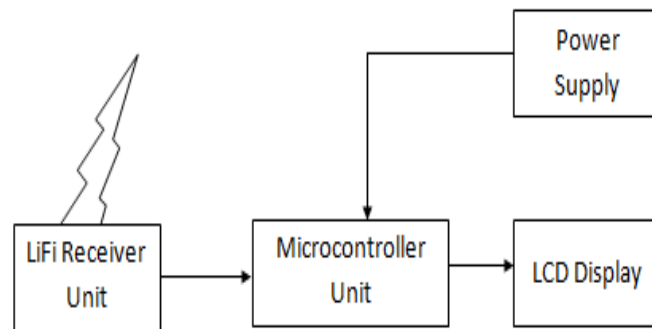 Power
Supply
LiFi Receiver
Unit
Microcontroller
Unit
LCD Display